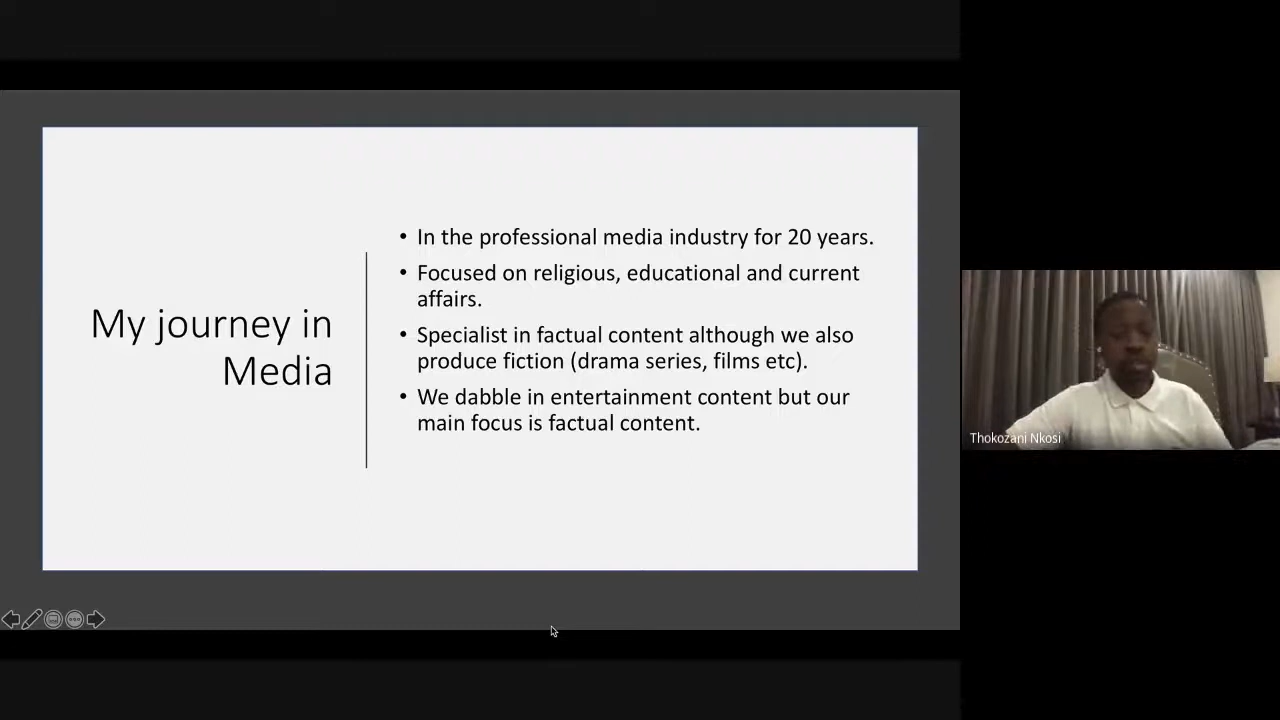 My journey in
Media
• In the professional media industry for 20 years.
• Focused on religious, educational and current
affairs.
• Specialist in factual content although we also
produce fiction (drama series, films etc).
• We dabble in entertainment content but our
main focus is factual content.
Thokozani Nkosi